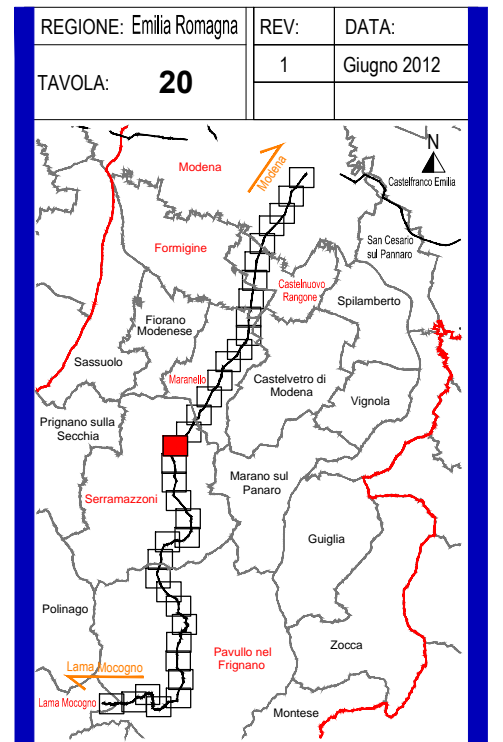 REGIONE: Emilia Romagna
REV:
DATA:
TAVOLA: 20
1
Giugno 2012
N
Modena
Modena
Castelfranco Emilia
Formigine
San Cesario
sul Pannaro
Castelnuovo
Rangone
Spilamberto
Fiorano
Modenese
Sassuolo
Maranello
Castelvetro di
Modena
Vignola
Prignano sulla
Secchia
Marano sul
Panaro
Serramazzoni
Guiglia
Polinago
Pavullo nel
Frignano
Zocca
Lama Mocogno
Lama Mocogno
Montese